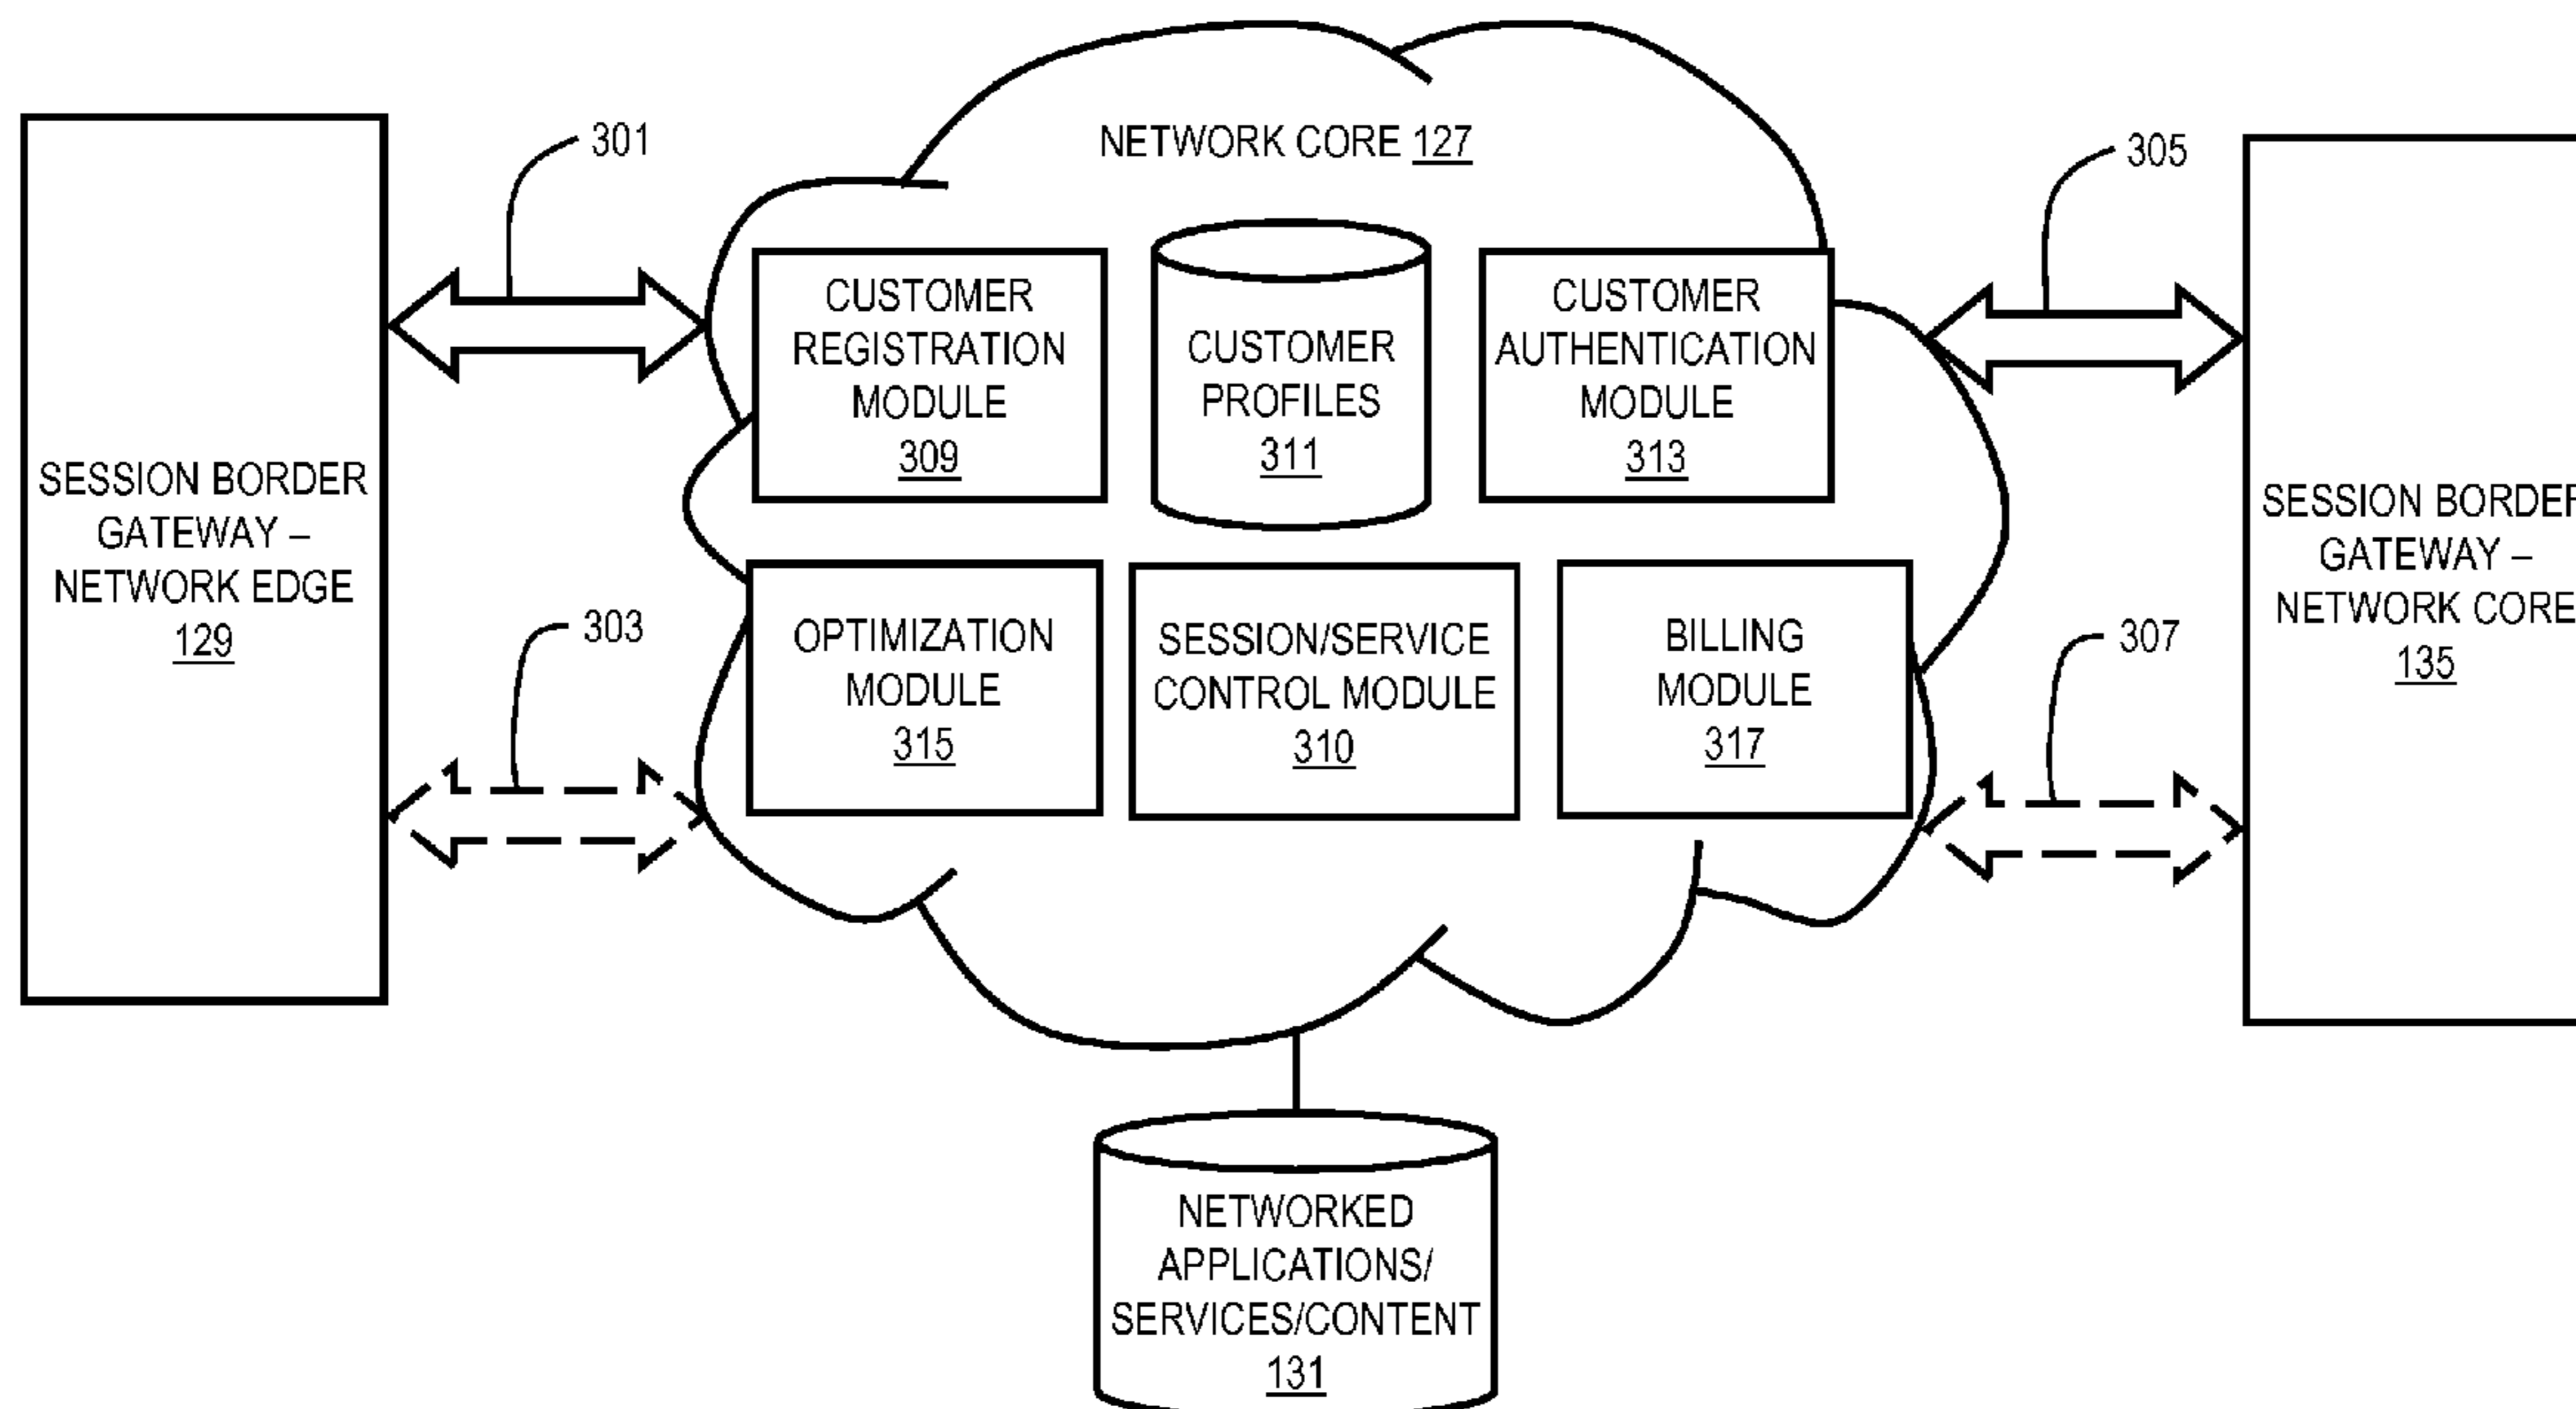 NETWORK CORE 127
301
305
CUSTOMER
REGISTRATION
MODULE
309
CUSTOMER
PROFILES
311
CUSTOMER
AUTHENTICATION
MODULE
313
SESSION BORDER
GATEWAY –
NETWORK EDGE
129
303
OPTIMIZATION
MODULE
315
SESSION/SERVICE
CONTROL MODULE
310
BILLING
MODULE
317
307
SESSION BORDER
GATEWAY –
NETWORK CORE
135
NETWORKED
APPLICATIONS/
SERVICES/CONTENT
131